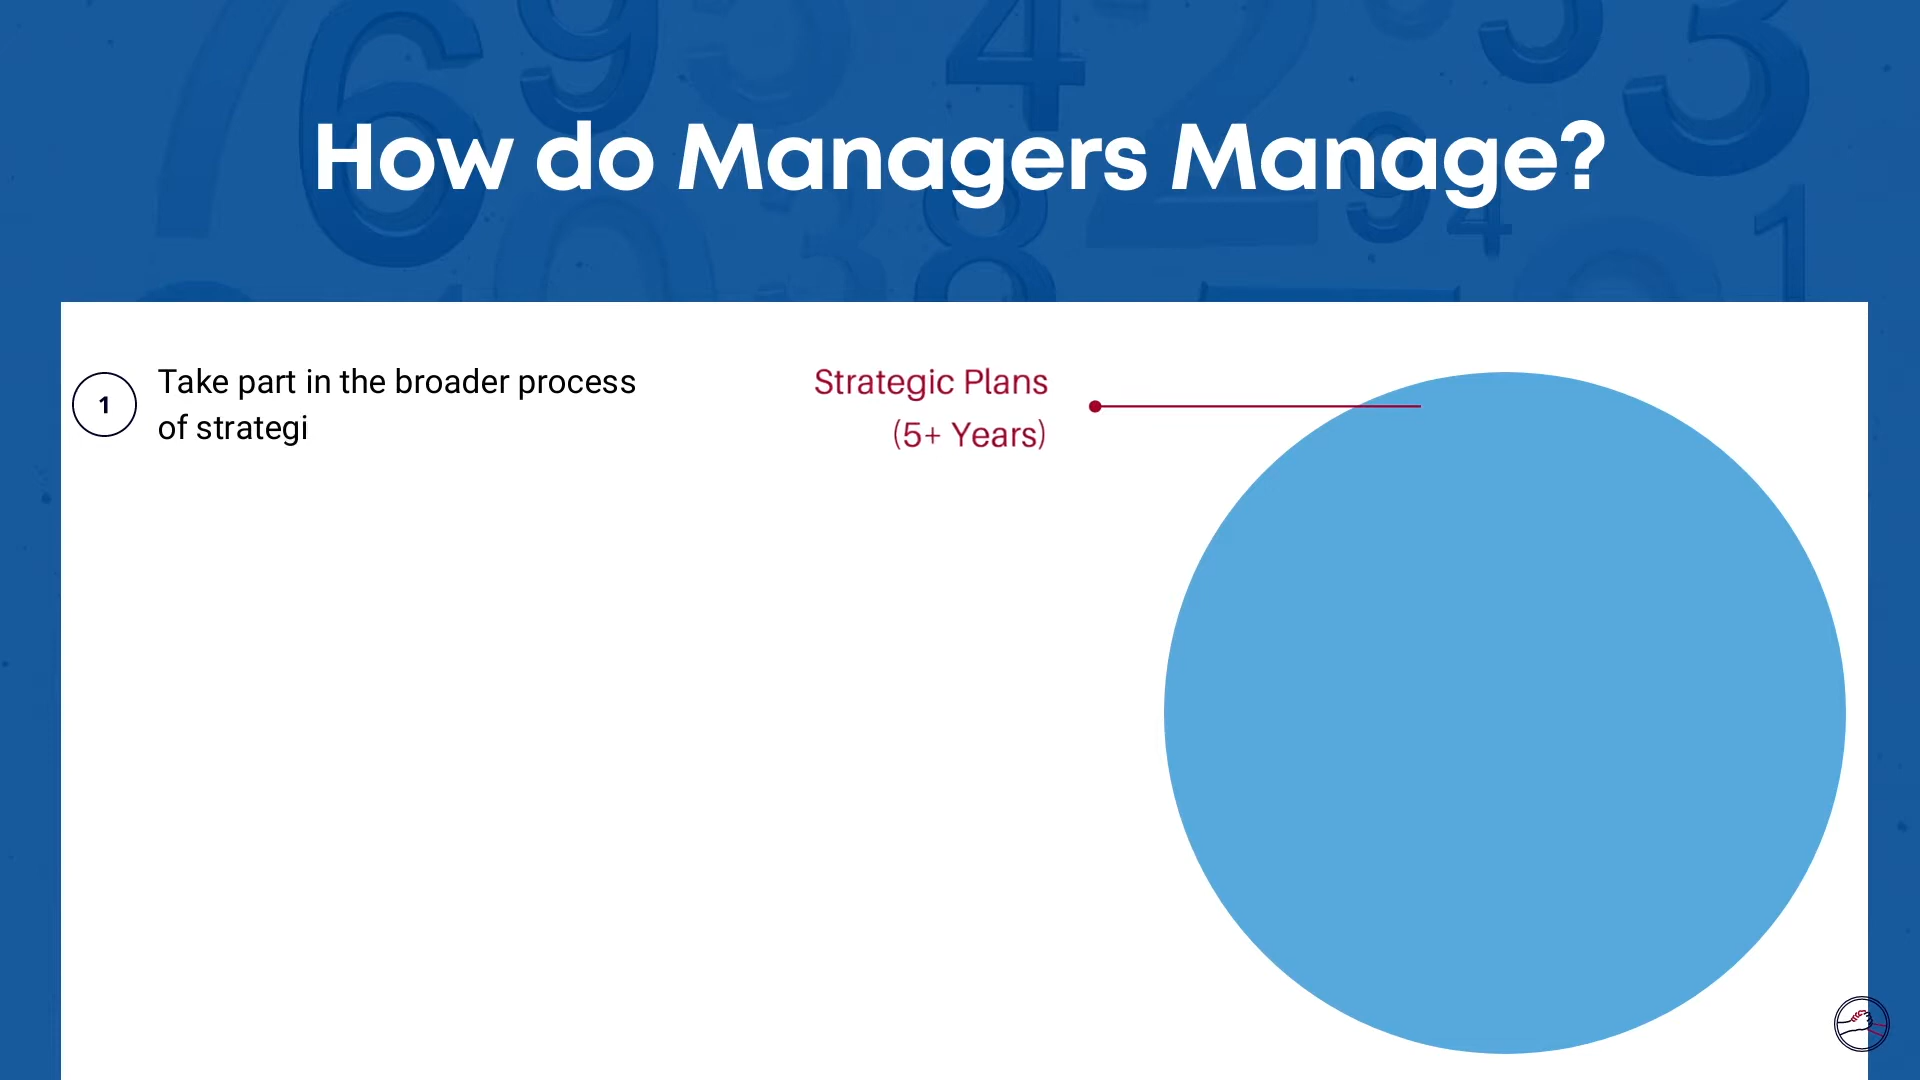 How do Managers Manage?
1
Take part in the broader process
of strategi
Strategic Plans
(5+ Years)